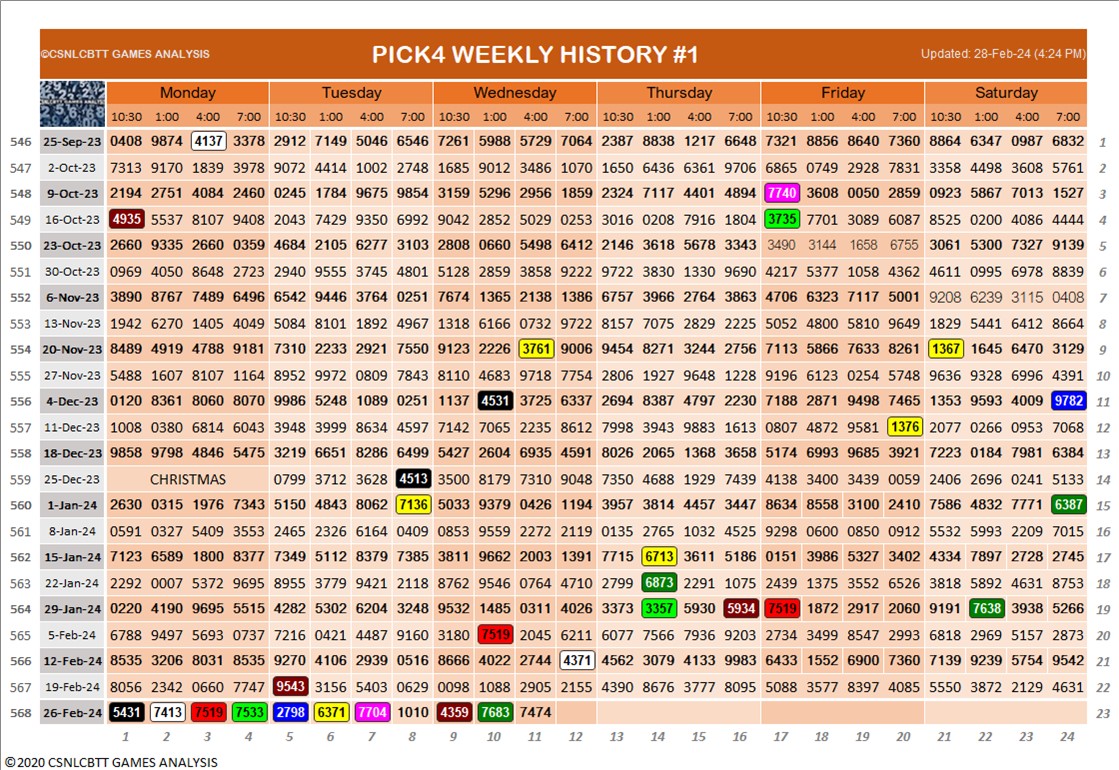 ©CSNLCBTT GAMES ANALYSIS PICK4 WEEKLY HISTORY #1 Updated: 28-Feb-24 (4:24 PM)
Monday Tuesday Wednesday Thursday Friday Saturday
10:30 1:00 4:00 7:00 10:30 1:00 4:00 8:00 10:30 1:00 4:00 7:00 10:30 1:00 4:00 7:00 10:30 1:00 4:00 7:00 10:30 1:00 4:00 7:00
546 25-Sep-23 0408 9874 4137 3378 2912 7149 5046 6546 7261 5988 5729 7064 2387 8838 1217 6648 7321 8856 8640 7360 8864 6347 0987 6832 1
547 2-Oct-23 7313 9170 1839 3978 9072 4414 1002 2748 1685 9012 3486 1070 1650 6436 6361 9706 6865 0749 2928 7831 3358 4498 3608 5761 2
548 9-Oct-23 2194 2751 4084 2460 0245 1784 9675 9854 3159 5296 2956 1859 2324 7117 4401 4894 7740 3608 0050 2859 0923 5867 7013 1527 3
549 16-Oct-23 4935 5537 8107 9408 2043 7429 9350 6992 9042 2852 5029 0253 3016 0208 7916 1804 3735 7701 3089 6087 8525 0200 4086 4444 4
550 23-Oct-23 2660 9335 2660 0359 4684 2105 6277 3103 2808 0660 5498 6412 2146 3618 5678 3343 3490 3144 1658 6755 3061 5300 7327 9139 5
551 30-Oct-23 0969 4050 8648 2723 2940 9555 3745 4801 5128 2859 3858 9222 9722 3830 1330 9690 4217 5377 1058 4362 4611 0995 6978 8839 6
552 6-Nov-23 3890 8767 7489 6496 6542 9446 3764 0251 7674 1365 2138 1386 6757 3966 2764 3863 4706 6323 7117 5001 9208 6239 3115 0408 7
553 13-Nov-23 1942 6270 1405 4049 5084 8101 1892 4967 1318 6166 0732 9722 8157 7075 2829 2225 5052 4800 5810 9649 1829 5441 6412 8664 8
554 20-Nov-23 8489 4919 4788 9181 7310 2233 2921 7550 9123 2226 3761 9006 9454 8271 3244 2756 7113 5866 7633 8261 1367 1645 6470 3129 9
555 27-Nov-23 5488 1607 8107 1164 8952 9972 0809 7843 8110 4683 9718 7754 2806 1927 9648 1228 9196 6123 0254 5748 9636 9328 6996 4391 10
556 4-Dec-23 0120 8361 8060 8070 9986 5248 1089 0251 1137 4531 3725 6337 2694 8387 4797 2230 7188 2871 9498 7465 1353 9593 4009 9782 11
557 11-Dec-23 1008 0380 6814 6043 3948 3999 8634 4597 7142 7065 2235 8612 7998 3943 9883 1613 0807 4872 9581 1376 2077 0266 0953 7068 12
558 18-Dec-23 9858 9798 4846 5475 3219 6651 8286 6499 5427 2604 6935 4591 8026 2065 1368 3658 5174 6993 9685 3921 7223 0184 7981 6384 13
559 25-Dec-23 CHRISTMAS 0799 3712 3628 4513 3500 8179 7310 9048 7350 4688 1929 7439 4138 3400 3439 0059 2406 2696 0241 5133 14
560 1-Jan-24 2630 0315 1976 7343 5150 4843 8062 7136 5033 9379 0426 1194 3957 3814 4457 3447 8634 8558 3100 2410 7586 4832 7771 6387 15
561 8-Jan-24 0591 0327 5409 3553 2465 2326 6164 0409 0853 9559 2272 2119 0135 2765 1032 4525 9298 0600 0850 0912 5532 5993 2209 7015 16
562 15-Jan-24 7123 6589 1800 8377 7349 5112 8379 7385 3811 9662 2003 1391 7715 6713 3611 5186 0151 3986 5327 3402 4334 7897 2728 2745 17
563 22-Jan-24 2292 0007 5372 9695 8955 3779 9421 2118 8762 9546 0764 4710 2799 6873 2291 1075 2439 1375 3552 6526 3818 5892 4631 8753 18
564 29-Jan-24 0220 4190 9695 5515 4282 5302 6204 3248 9532 1485 0311 4026 3373 3357 5930 5934 7519 1872 2917 2060 9191 7638 3938 5266 19
565 5-Feb-24 6788 9497 5693 0737 7216 0421 4487 9160 3180 7519 2045 6211 6077 7566 7936 9203 2734 3499 8547 2993 6818 2969 5157 2873 20
566 12-Feb-24 8535 3206 8031 8535 9270 4106 2939 0516 8666 4022 2744 4371 4562 3079 4133 9983 6433 1552 6900 7360 7139 9239 5754 9542 21
567 19-Feb-24 8056 2342 0660 7747 9543 3156 5403 0629 0098 1088 2905 2155 4390 8676 3777 8095 5088 3577 8397 4085 5550 3872 2129 4631 22
568 26-Feb-24 5431 7413 7519 7533 2798 6371 7704 1010 4359 7683 7474 23
1 2 3 4 5 6 7 8 9 10 11 12 13 14 15 16 17 18 19 20 21 22 23 24
©2020 CSNLCBTT GAMES ANALYSIS